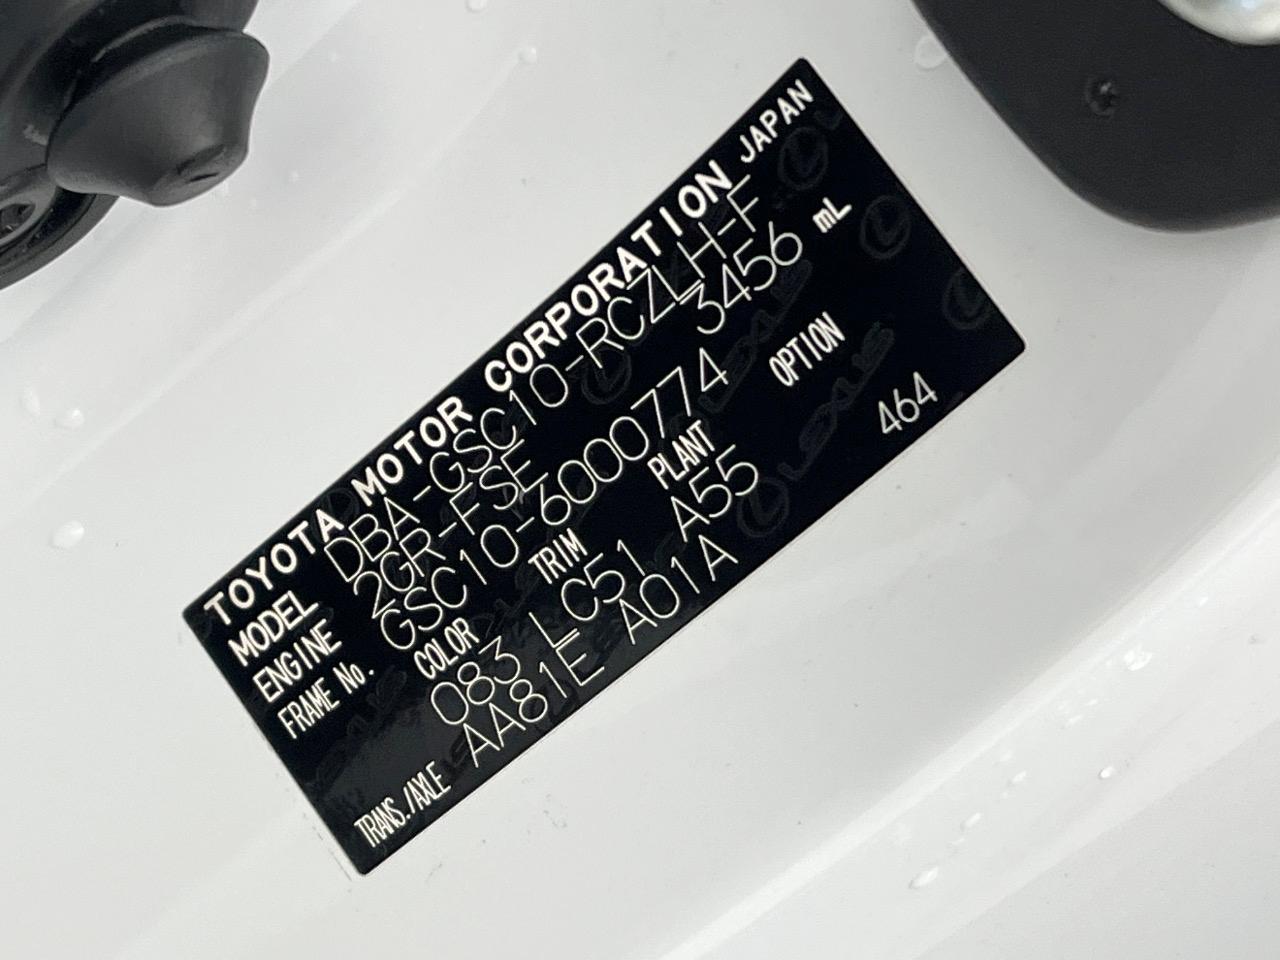 TOYOTA MOTOR CORPORATION JAPAN
MODEL DBA-GSC10-RCZLH-F
ENGINE 2GR-FSE 3456 mL
FRAME No. GSC10-6000774
COLOR TRIM PLANT OPTION
083 LC51 A55 464
TRANS./AXLE AA81E A01A